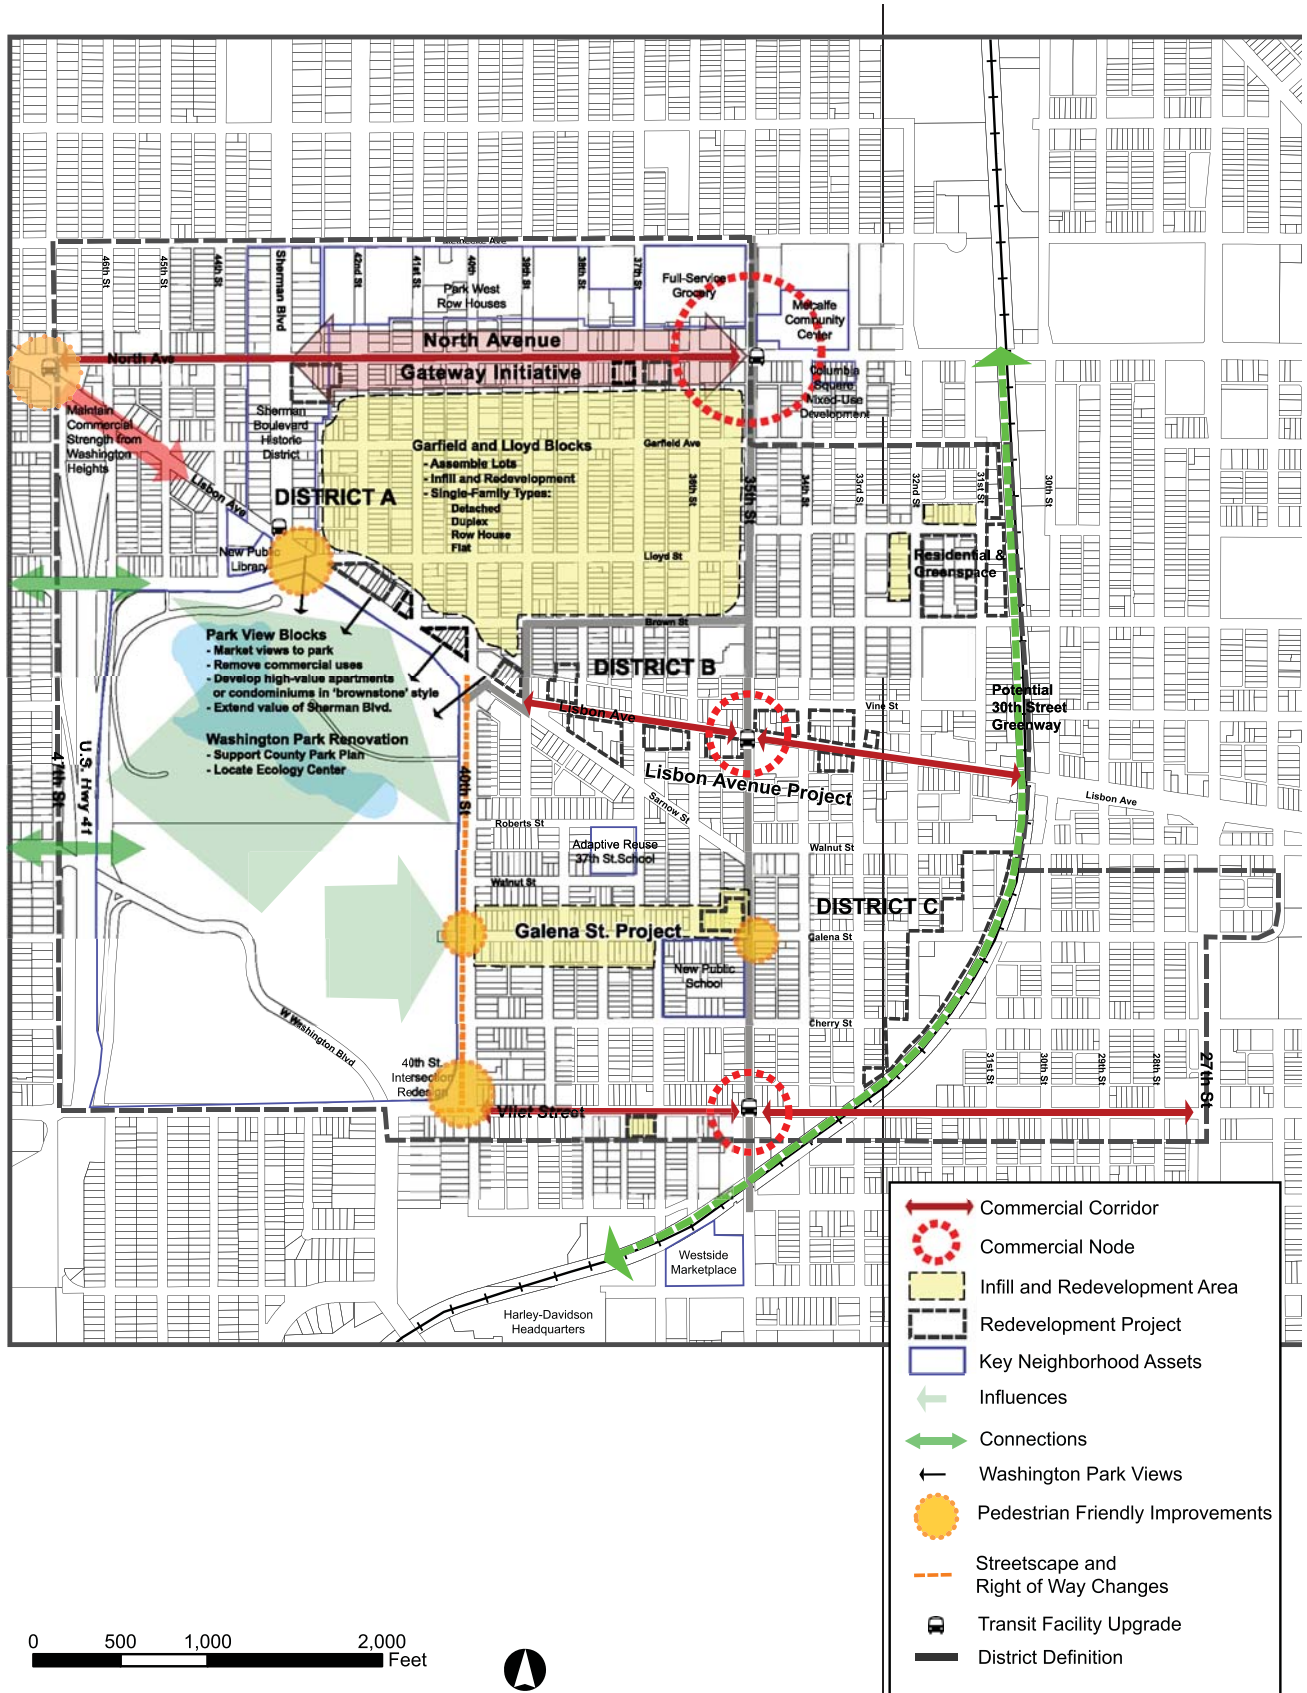 Meinecke Ave
46th St
45th St
44th St
Sherman Blvd
42nd St
41st St
40th
39th St
38th St
37th St
Park West
Row Houses
Full-Service
Grocery
Metcalfe
Community
Center
North Ave
North Avenue
Gateway Initiative
Columbia
Square
Mixed-Use
Development
Maintain
Commercial
Strength from
Washington
Heights
Sherman
Boulevard
Historic
District
Lisbon Ave
DISTRICT A
Garfield and Lloyd Blocks
- Assemble Lots
- Infill and Redevelopment
- Single-Family Types:
Detached
Duplex
Row House
Flat
Garfield Ave
36th St
35th St
34th St
33rd St
32nd St
31st St
30th St
Lloyd St
New Public
Library
Residential &
Greenspace
Brown St
Park View Blocks
- Market views to park
- Remove commercial uses
- Develop high-value apartments
or condominiums in 'brownstone' style
- Extend value of Sherman Blvd.
DISTRICT B
Washington Park Renovation
- Support County Park Plan
- Locate Ecology Center
Lisbon Ave
Vine St
Potential
30th Street
Greenway
47th St
U.S. Hwy 41
40th St
Lisbon Avenue Project
Lisbon Ave
Sarnow St
Roberts St
Adaptive Reuse
37th St.School
Walnut St
Walnut St
DISTRICT C
Galena St. Project
Galena St
New Public
School
W Washington Blvd
Cherry St
40th St.
Intersection
Redesign
31st St
30th St
29th St
28th St
27th St
Vliet Street
Westside
Marketplace
Harley-Davidson
Headquarters
Commercial Corridor
Commercial Node
Infill and Redevelopment Area
Redevelopment Project
Key Neighborhood Assets
Influences
Connections
Washington Park Views
Pedestrian Friendly Improvements
Streetscape and
Right of Way Changes
Transit Facility Upgrade
District Definition
0 500 1,000 2,000
Feet